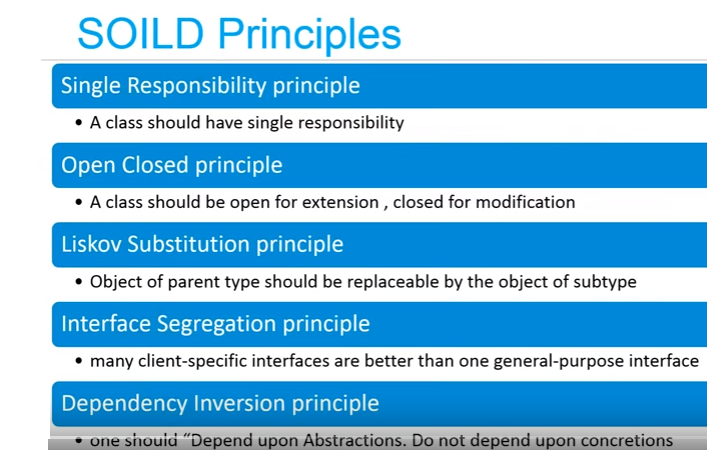 SOILD Principles
Single Responsibility principle
• A class should have single responsibility
Open Closed principle
• A class should be open for extension , closed for modification
Liskov Substitution principle
• Object of parent type should be replaceable by the object of subtype
Interface Segregation principle
• many client-specific interfaces are better than one general-purpose interface
Dependency Inversion principle
• one should “Depend upon Abstractions. Do not depend upon concretions